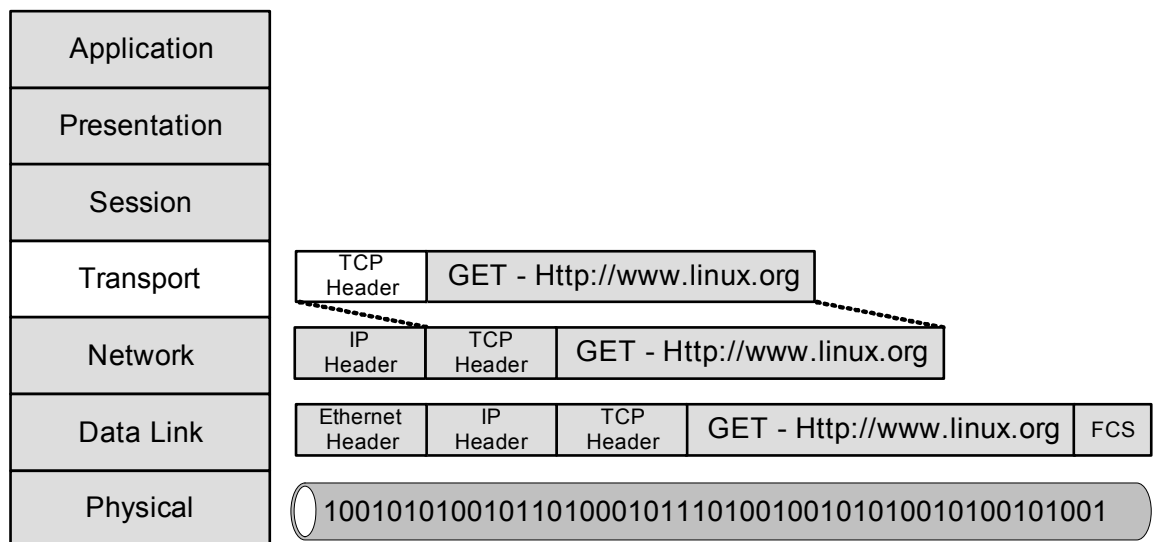 Application
Presentation
Session
Transport
TCP
Header
GET - Http://www.linux.org
Network
IP
Header
TCP
Header
GET - Http://www.linux.org
Data Link
Ethernet
Header
IP
Header
TCP
Header
GET - Http://www.linux.org
FCS
Physical
1001010100101101000101110100100101010010100101001